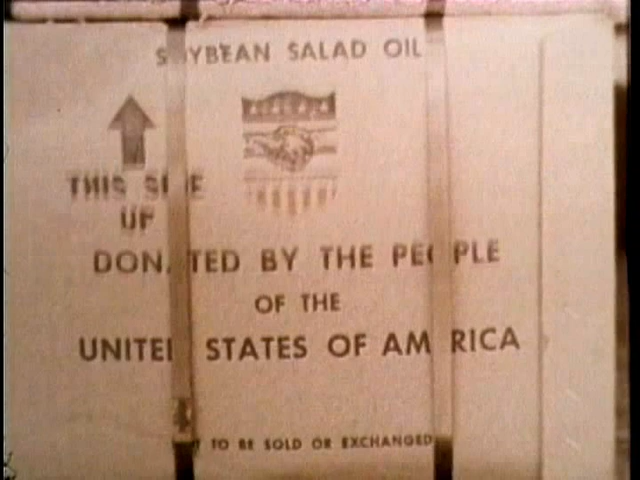 SOYBEAN SALAD OIL
THIS SIDE
UP
DONATED BY THE PEOPLE
OF THE
UNITED STATES OF AMERICA
TO BE SOLD OR EXCHANGED